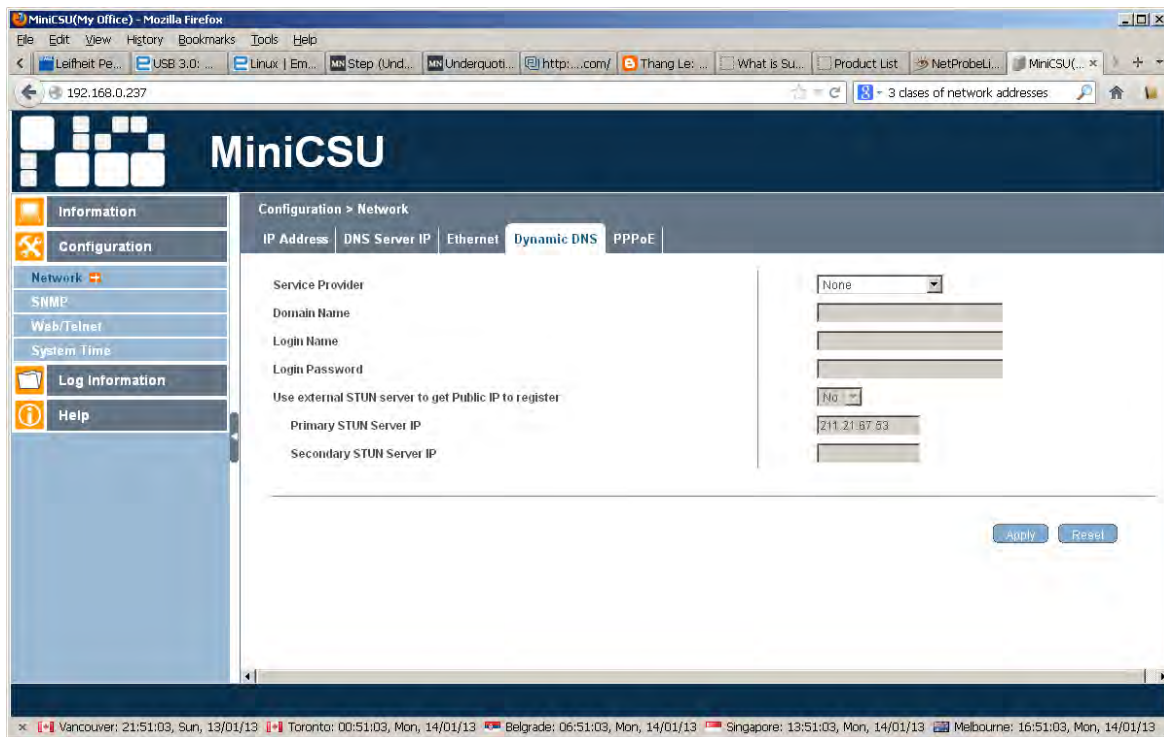 MiniCSU(My Office) - Mozilla Firefox
File Edit View History Bookmarks Tools Help
Leifheit Pe... USB 3.0: ... Linux | Em... MN Step (Und... MN Underquoti... http:....com/ Thang Le: ... What is Su... Product List NetProbeLi... MiniCSU(...
192.168.0.237 3 clases of network addresses
MiniCSU
Information
Configuration
Network
SNMP
Web/Telnet
System Time
Log Information
Help
Configuration > Network
IP Address DNS Server IP Ethernet Dynamic DNS PPPoE
Service Provider None
Domain Name
Login Name
Login Password
Use external STUN server to get Public IP to register No
Primary STUN Server IP 211.21.67.53
Secondary STUN Server IP
Apply Reset
Vancouver: 21:51:03, Sun, 13/01/13 Toronto: 00:51:03, Mon, 14/01/13 Belgrade: 06:51:03, Mon, 14/01/13 Singapore: 13:51:03, Mon, 14/01/13 Melbourne: 16:51:03, Mon, 14/01/13